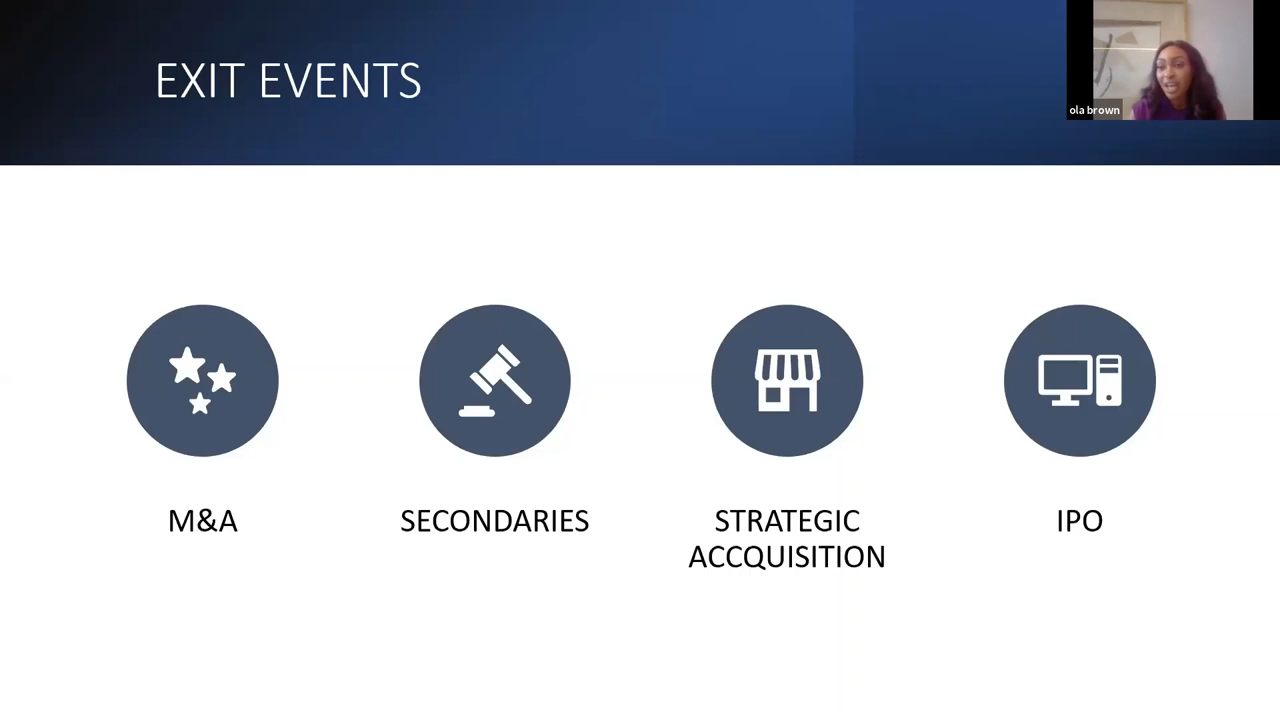 EXIT EVENTS
ola brown
M&A
SECONDARIES
STRATEGIC
ACCQUISITION
IPO